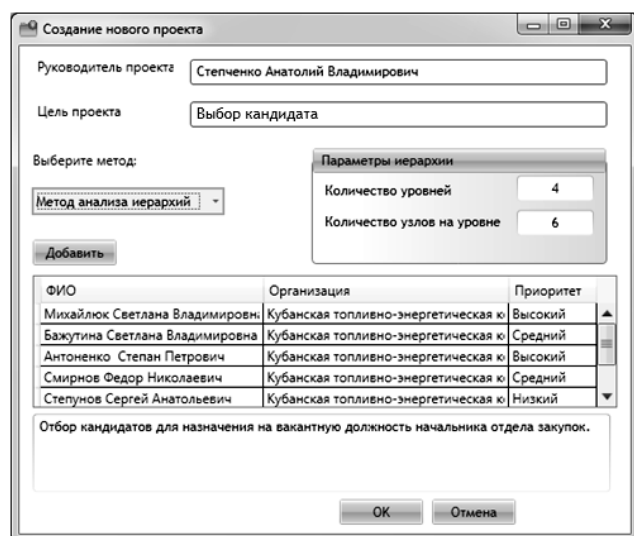 Создание нового проекта
Руководитель проекта Степченко Анатолий Владимирович
Цель проекта Выбор кандидата
Выберите метод:
Параметры иерархии
Метод анализа иерархий
Количество уровней 4
Количество узлов на уровне 6
Добавить
ФИО Организация Приоритет
Михайлюк Светлана Владимировн Кубанская топливно-энергетическая к Высокий
Бажутина Светлана Владимировна Кубанская топливно-энергетическая к Средний
Антоненко Степан Петрович Кубанская топливно-энергетическая к Высокий
Смирнов Федор Николаевич Кубанская топливно-энергетическая к Средний
Степунов Сергей Анатольевич Кубанская топливно-энергетическая к Низкий
Отбор кандидатов для назначения на вакантную должность начальника отдела закупок.
OK Отмена